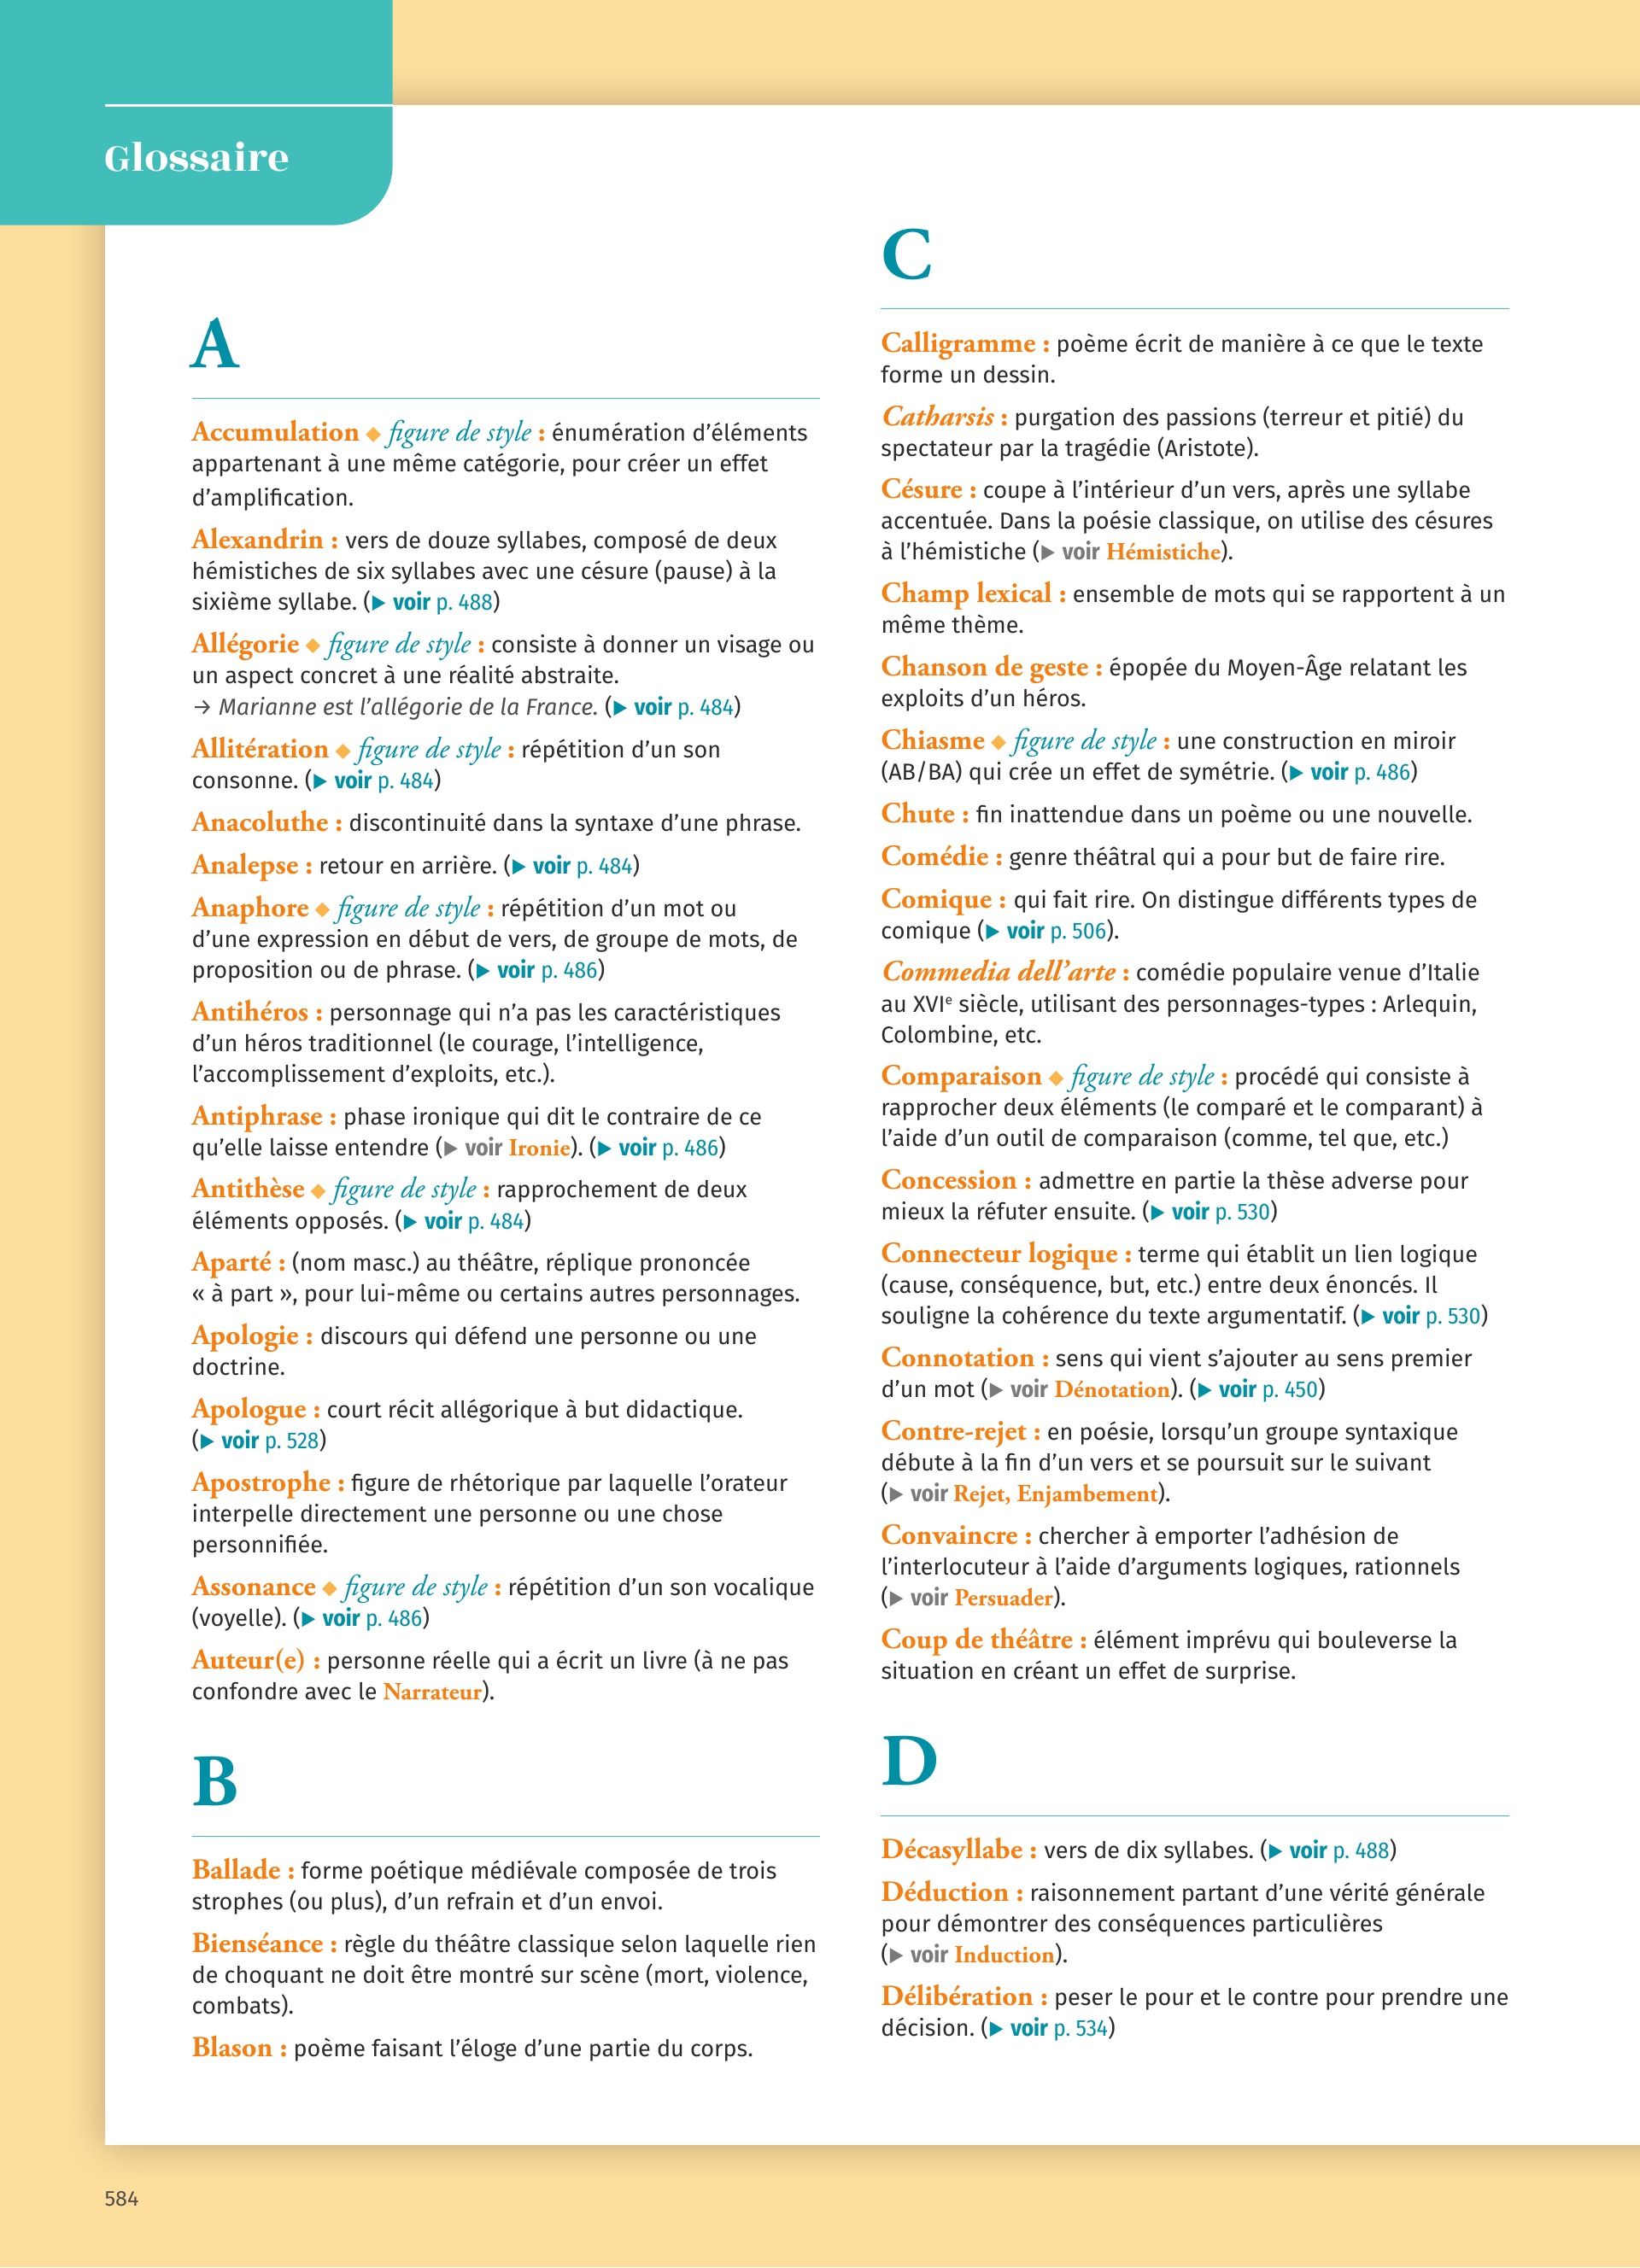 Glossaire
A
Accumulation ◆ figure de style : énumération d’éléments
appartenant à une même catégorie, pour créer un effet
d’amplification.
Alexandrin : vers de douze syllabes, composé de deux
hémistiches de six syllabes avec une césure (pause) à la
sixième syllabe. (▶ voir p. 488)
Allégorie ◆ figure de style : consiste à donner un visage ou
un aspect concret à une réalité abstraite.
→ Marianne est l’allégorie de la France. (▶ voir p. 484)
Allitération ◆ figure de style : répétition d’un son
consonne. (▶ voir p. 484)
Anacoluthe : discontinuité dans la syntaxe d’une phrase.
Analepse : retour en arrière. (▶ voir p. 484)
Anaphore ◆ figure de style : répétition d’un mot ou
d’une expression en début de vers, de groupe de mots, de
proposition ou de phrase. (▶ voir p. 486)
Antihéros : personnage qui n’a pas les caractéristiques
d’un héros traditionnel (le courage, l’intelligence,
l’accomplissement d’exploits, etc.).
Antiphrase : phase ironique qui dit le contraire de ce
qu’elle laisse entendre (▶ voir Ironie). (▶ voir p. 486)
Antithèse ◆ figure de style : rapprochement de deux
éléments opposés. (▶ voir p. 484)
Aparté : (nom masc.) au théâtre, réplique prononcée
« à part », pour lui-même ou certains autres personnages.
Apologie : discours qui défend une personne ou une
doctrine.
Apologue : court récit allégorique à but didactique.
(▶ voir p. 528)
Apostrophe : figure de rhétorique par laquelle l’orateur
interpelle directement une personne ou une chose
personnifiée.
Assonance ◆ figure de style : répétition d’un son vocalique
(voyelle). (▶ voir p. 486)
Auteur(e) : personne réelle qui a écrit un livre (à ne pas
confondre avec le Narrateur).
B
Ballade : forme poétique médiévale composée de trois
strophes (ou plus), d’un refrain et d’un envoi.
Bienséance : règle du théâtre classique selon laquelle rien
de choquant ne doit être montré sur scène (mort, violence,
combats).
Blason : poème faisant l’éloge d’une partie du corps.
C
Calligramme : poème écrit de manière à ce que le texte
forme un dessin.
Catharsis : purgation des passions (terreur et pitié) du
spectateur par la tragédie (Aristote).
Césure : coupe à l’intérieur d’un vers, après une syllabe
accentuée. Dans la poésie classique, on utilise des césures
à l’hémistiche (▶ voir Hémistiche).
Champ lexical : ensemble de mots qui se rapportent à un
même thème.
Chanson de geste : épopée du Moyen-Âge relatant les
exploits d’un héros.
Chiasme ◆ figure de style : une construction en miroir
(AB/BA) qui crée un effet de symétrie. (▶ voir p. 486)
Chute : fin inattendue dans un poème ou une nouvelle.
Comédie : genre théâtral qui a pour but de faire rire.
Comique : qui fait rire. On distingue différents types de
comique (▶ voir p. 506).
Commedia dell’arte : comédie populaire venue d’Italie
au XVIᵉ siècle, utilisant des personnages-types : Arlequin,
Colombine, etc.
Comparaison ◆ figure de style : procédé qui consiste à
rapprocher deux éléments (le comparé et le comparant) à
l’aide d’un outil de comparaison (comme, tel que, etc.)
Concession : admettre en partie la thèse adverse pour
mieux la réfuter ensuite. (▶ voir p. 530)
Connecteur logique : terme qui établit un lien logique
(cause, conséquence, but, etc.) entre deux énoncés. Il
souligne la cohérence du texte argumentatif. (▶ voir p. 530)
Connotation : sens qui vient s’ajouter au sens premier
d’un mot (▶ voir Dénotation). (▶ voir p. 450)
Contre-rejet : en poésie, lorsqu’un groupe syntaxique
débute à la fin d’un vers et se poursuit sur le suivant
(▶ voir Rejet, Enjambement).
Convaincre : chercher à emporter l’adhésion de
l’interlocuteur à l’aide d’arguments logiques, rationnels
(▶ voir Persuader).
Coup de théâtre : élément imprévu qui bouleverse la
situation en créant un effet de surprise.
D
Décasyllabe : vers de dix syllabes. (▶ voir p. 488)
Déduction : raisonnement partant d’une vérité générale
pour démontrer des conséquences particulières
(▶ voir Induction).
Délibération : peser le pour et le contre pour prendre une
décision. (▶ voir p. 534)
584